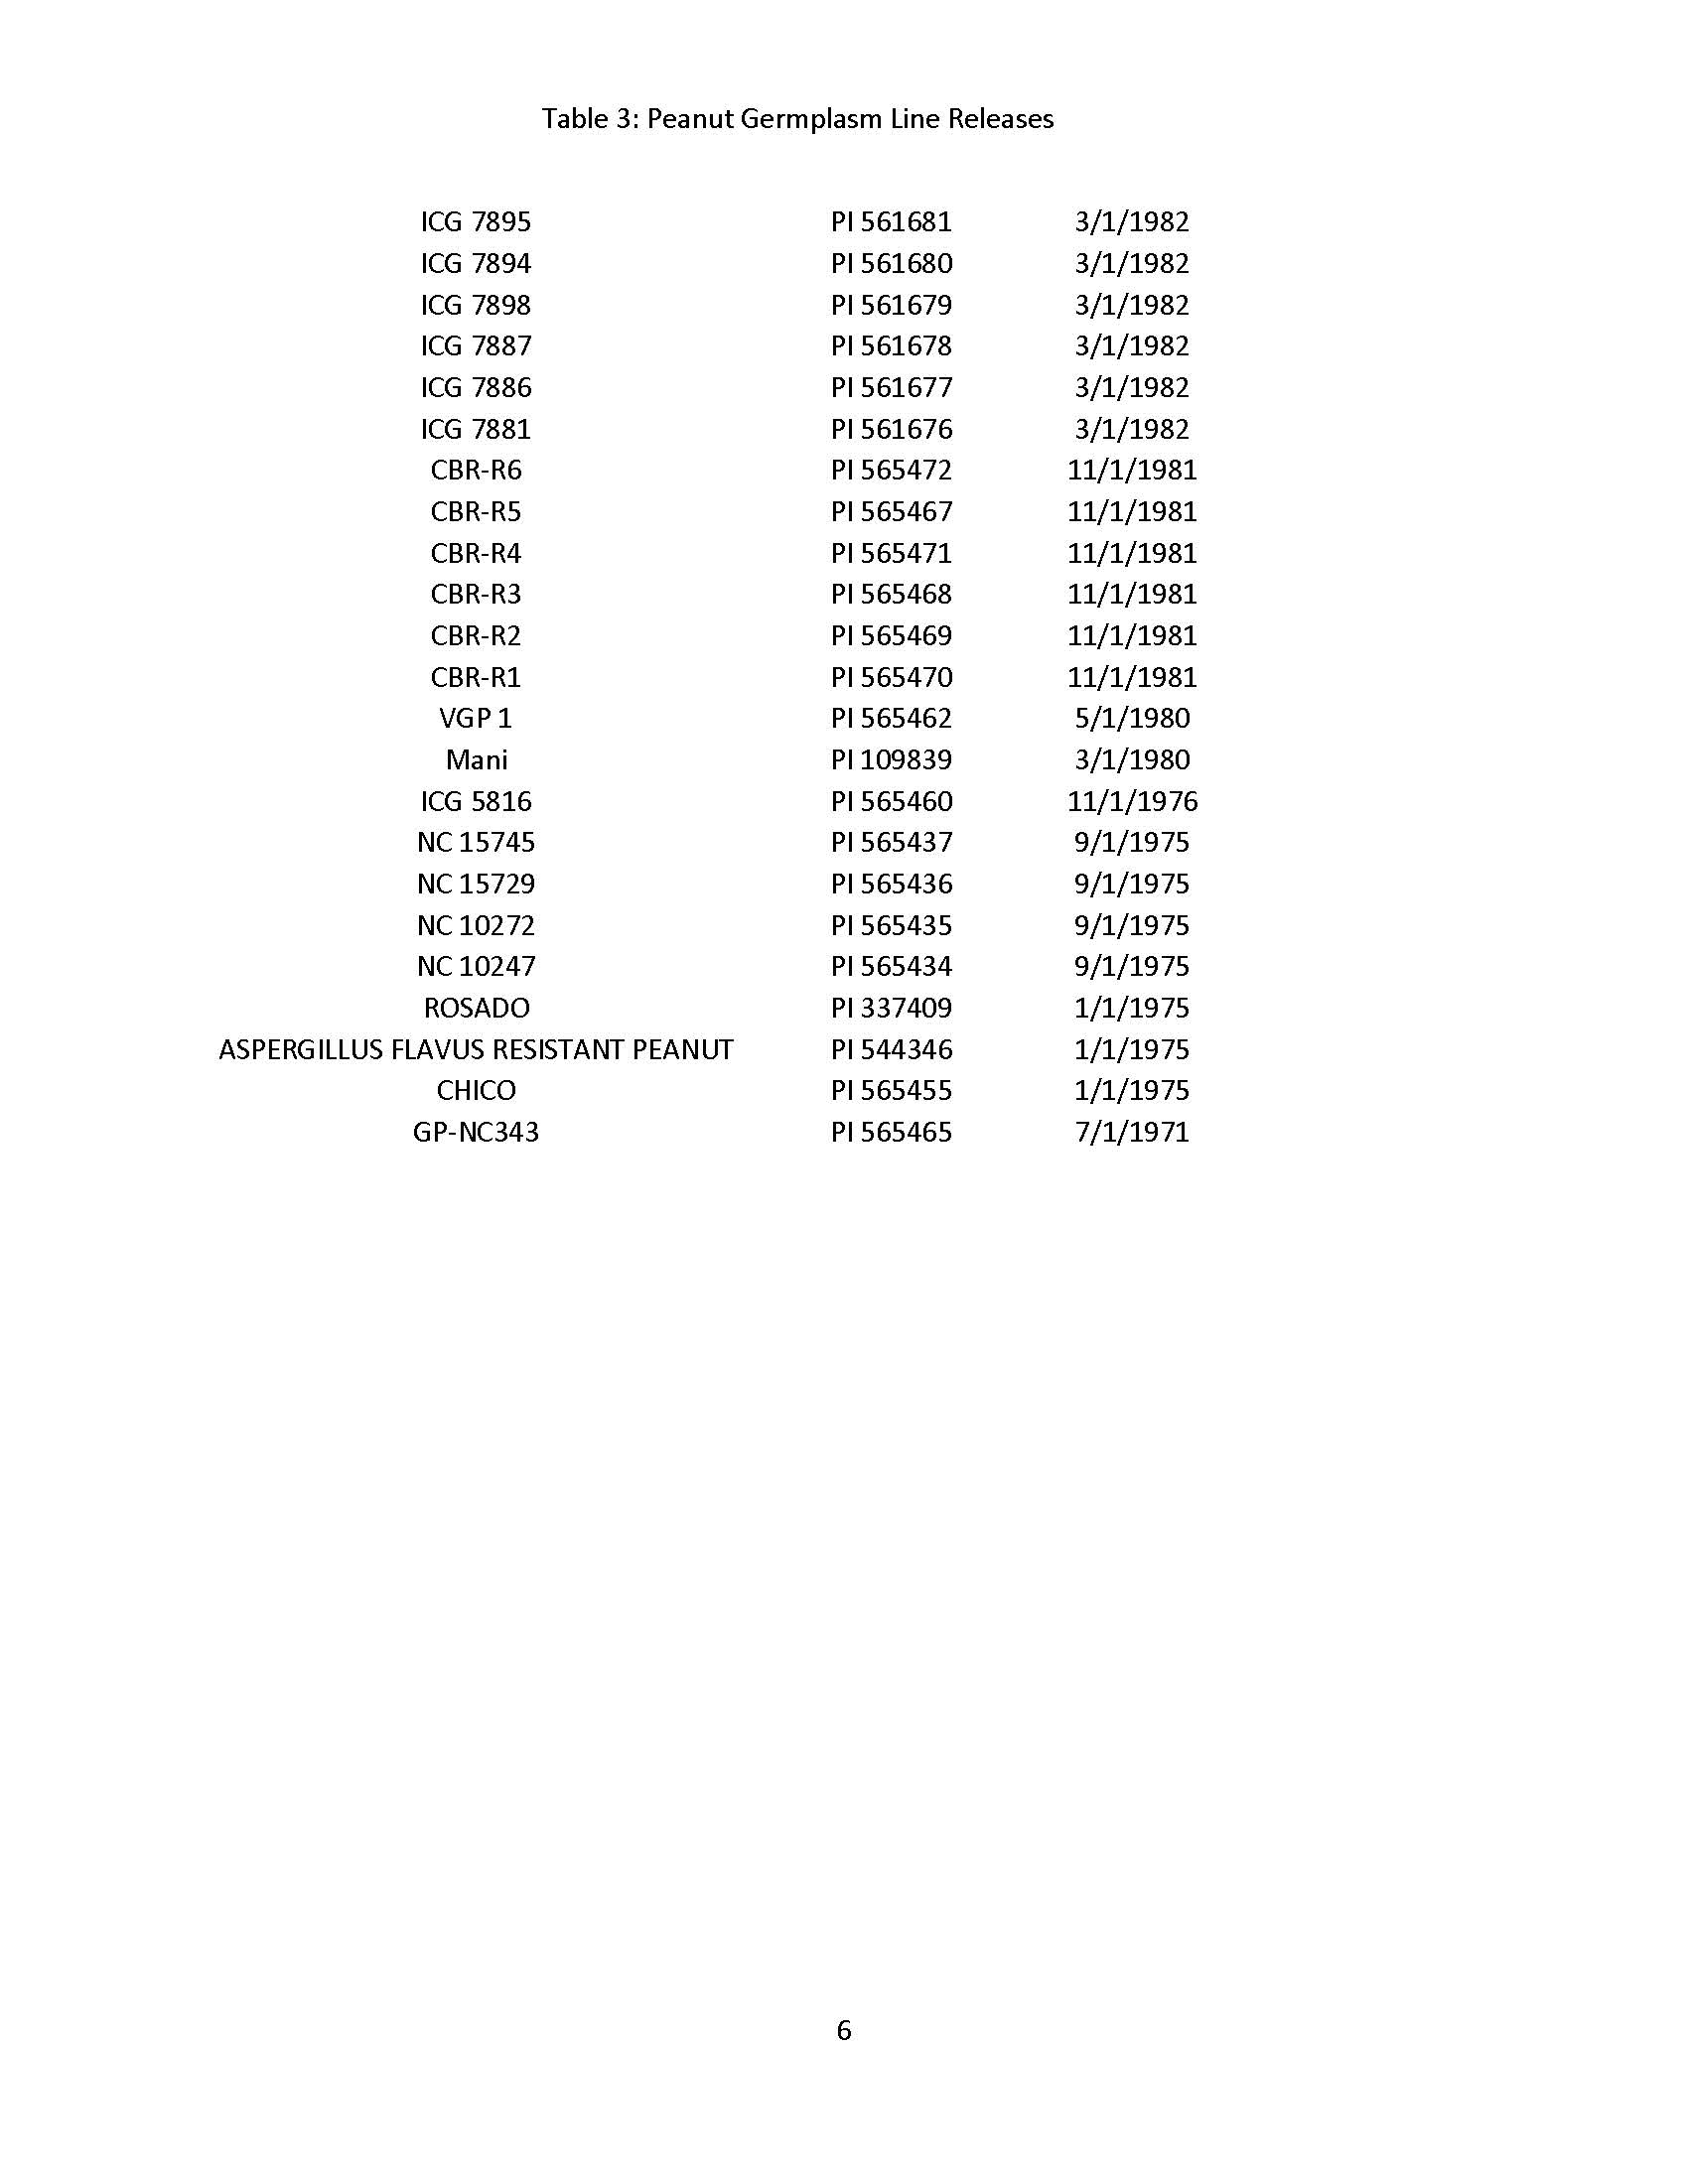 Table 3: Peanut Germplasm Line Releases
ICG 7895 PI 561681 3/1/1982
ICG 7894 PI 561680 3/1/1982
ICG 7898 PI 561679 3/1/1982
ICG 7887 PI 561678 3/1/1982
ICG 7886 PI 561677 3/1/1982
ICG 7881 PI 561676 3/1/1982
CBR-R6 PI 565472 11/1/1981
CBR-R5 PI 565467 11/1/1981
CBR-R4 PI 565471 11/1/1981
CBR-R3 PI 565468 11/1/1981
CBR-R2 PI 565469 11/1/1981
CBR-R1 PI 565470 11/1/1981
VGP 1 PI 565462 5/1/1980
Mani PI 109839 3/1/1980
ICG 5816 PI 565460 11/1/1976
NC 15745 PI 565437 9/1/1975
NC 15729 PI 565436 9/1/1975
NC 10272 PI 565435 9/1/1975
NC 10247 PI 565434 9/1/1975
ROSADO PI 337409 1/1/1975
ASPERGILLUS FLAVUS RESISTANT PEANUT PI 544346 1/1/1975
CHICO PI 565455 1/1/1975
GP-NC343 PI 565465 7/1/1971
6